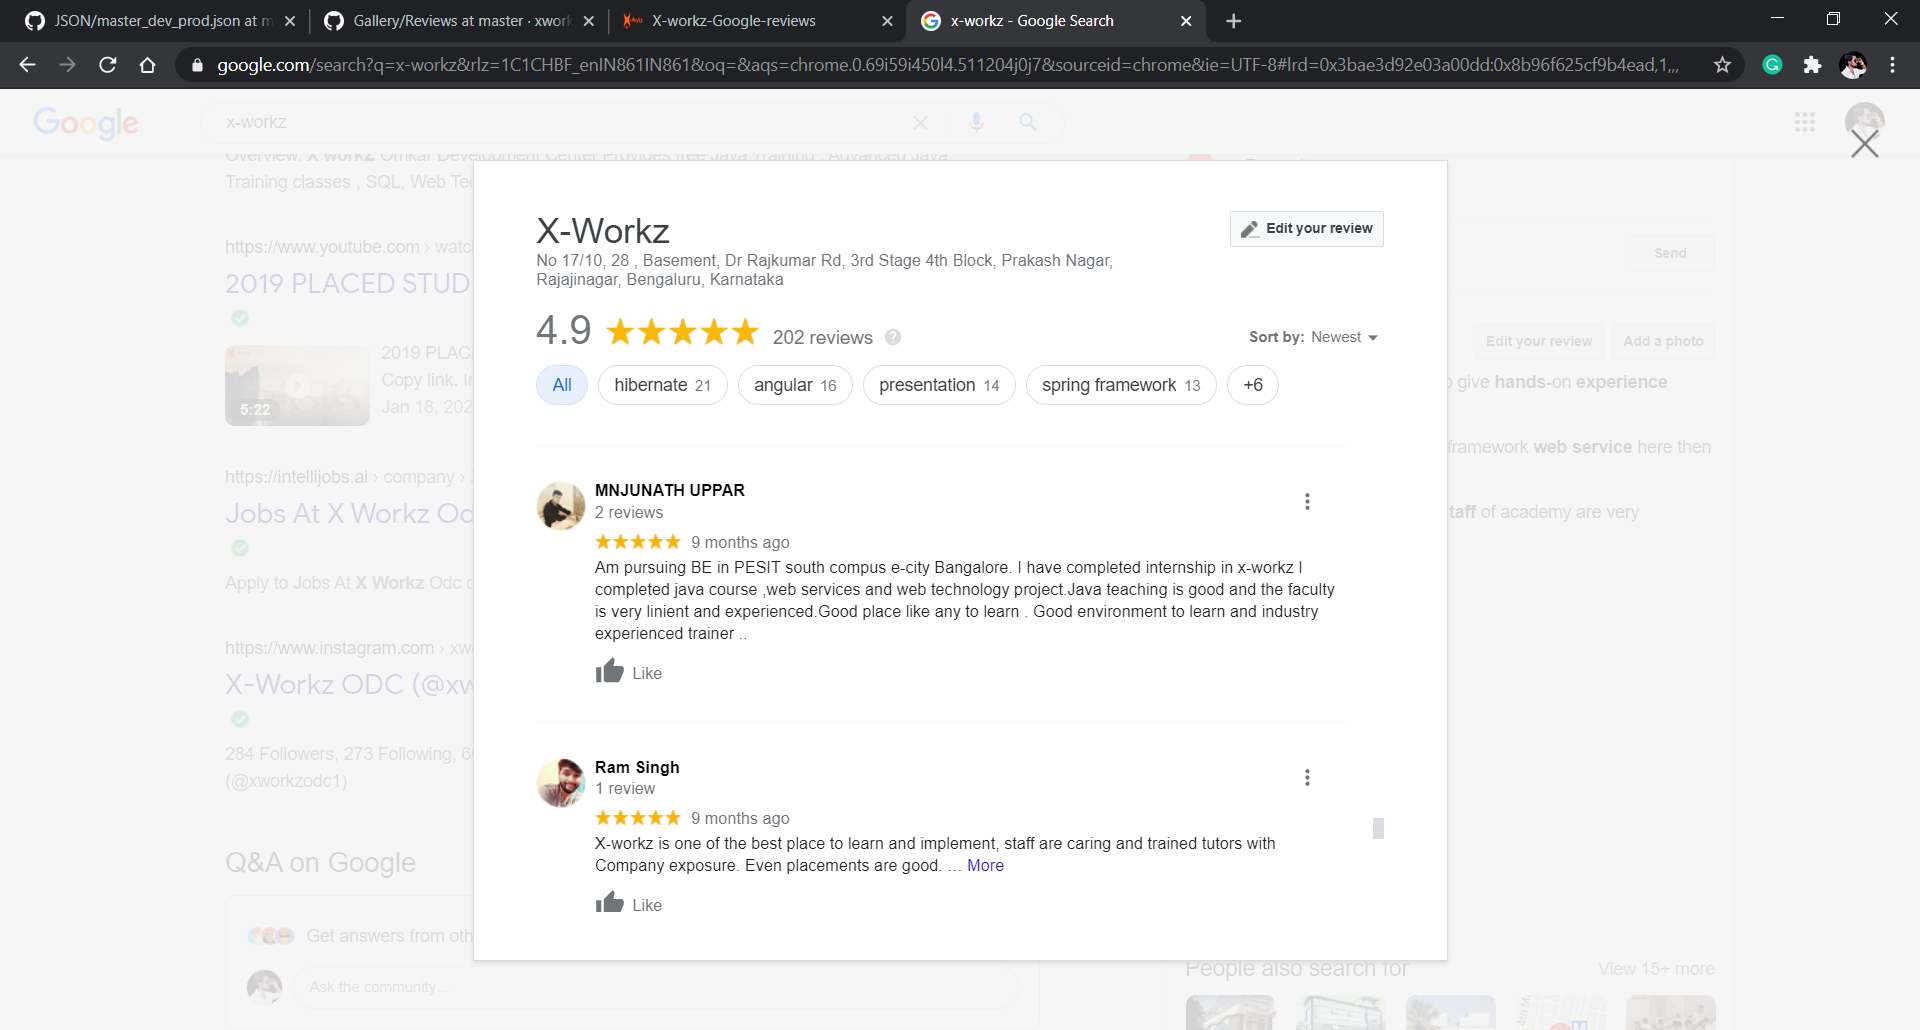 JSON/master_dev_prod.json at m
Gallery/Reviews at master · xwork
X-workz-Google-reviews
x-workz - Google Search
google.com/search?q=x-workz&rlz=1C1CHBF_enIN861IN861&oq=&aqs=chrome.0.69i59i450l4.511204j0j7&sourceid=chrome&ie=UTF-8#lrd=0x3bae3d92e03a00dd:0x8b96f625cf9b4ead,1,,,
Google
x-workz
Overview. X workz Omkar Development Center Provides free Java Training , Advanced Java
Training classes , SQL, Web Tec
https://www.youtube.com › watc
2019 PLACED STUD
2019 PLAC
Copy link. In
Jan 18, 202
5:22
https://intellijobs.ai › company ›
Jobs At X Workz Od
Apply to Jobs At X Workz Odc
https://www.instagram.com › xw
X-Workz ODC (@xw
284 Followers, 273 Following, 6
(@xworkzodc1)
Q&A on Google
Get answers from oth
Ask the community...
X-Workz
Edit your review
No 17/10, 28 , Basement, Dr Rajkumar Rd, 3rd Stage 4th Block, Prakash Nagar,
Rajajinagar, Bengaluru, Karnataka
4.9 202 reviews
Sort by: Newest
All
hibernate 21
angular 16
presentation 14
spring framework 13
+6
MNJUNATH UPPAR
2 reviews
9 months ago
Am pursuing BE in PESIT south compus e-city Bangalore. I have completed internship in x-workz I
completed java course ,web services and web technology project.Java teaching is good and the faculty
is very linient and experienced.Good place like any to learn . Good environment to learn and industry
experienced trainer ..
Like
Ram Singh
1 review
9 months ago
X-workz is one of the best place to learn and implement, staff are caring and trained tutors with
Company exposure. Even placements are good. ... More
Like
Send
Edit your review
Add a photo
give hands-on experience
framework web service here then
taff of academy are very
People also search for
View 15+ more